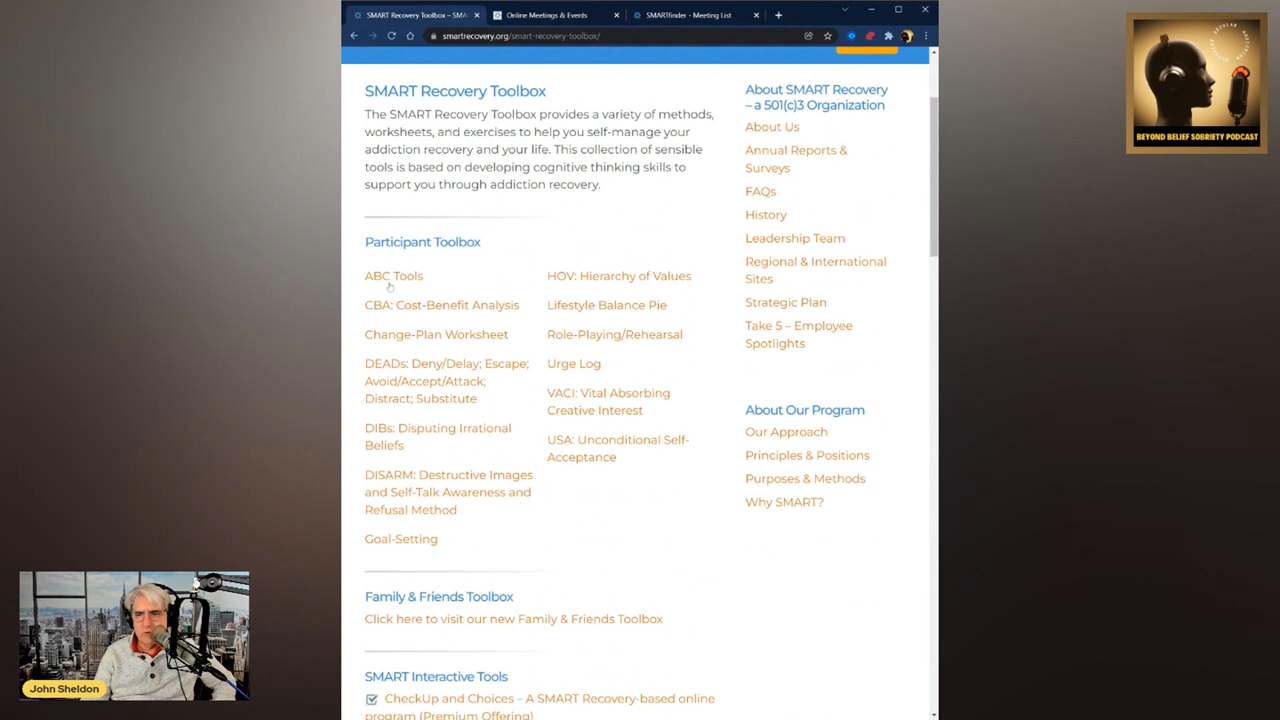 SMART Recovery Toolbox – SMA
Online Meetings & Events
SMARTfinder - Meeting List
smartrecovery.org/smart-recovery-toolbox/
SMART Recovery Toolbox
The SMART Recovery Toolbox provides a variety of methods,
worksheets, and exercises to help you self-manage your
addiction recovery and your life. This collection of sensible
tools is based on developing cognitive thinking skills to
support you through addiction recovery.
Participant Toolbox
ABC Tools
CBA: Cost-Benefit Analysis
Change-Plan Worksheet
DEADs: Deny/Delay; Escape;
Avoid/Accept/Attack;
Distract; Substitute
DIBs: Disputing Irrational
Beliefs
DISARM: Destructive Images
and Self-Talk Awareness and
Refusal Method
Goal-Setting
HOV: Hierarchy of Values
Lifestyle Balance Pie
Role-Playing/Rehearsal
Urge Log
VACI: Vital Absorbing
Creative Interest
USA: Unconditional Self-
Acceptance
Family & Friends Toolbox
Click here to visit our new Family & Friends Toolbox
SMART Interactive Tools
CheckUp and Choices – A SMART Recovery-based online
program (Premium Offering)
About SMART Recovery
– a 501(c)3 Organization
About Us
Annual Reports &
Surveys
FAQs
History
Leadership Team
Regional & International
Sites
Strategic Plan
Take 5 – Employee
Spotlights
About Our Program
Our Approach
Principles & Positions
Purposes & Methods
Why SMART?
BEYOND BELIEF SOBRIETY PODCAST
John Sheldon